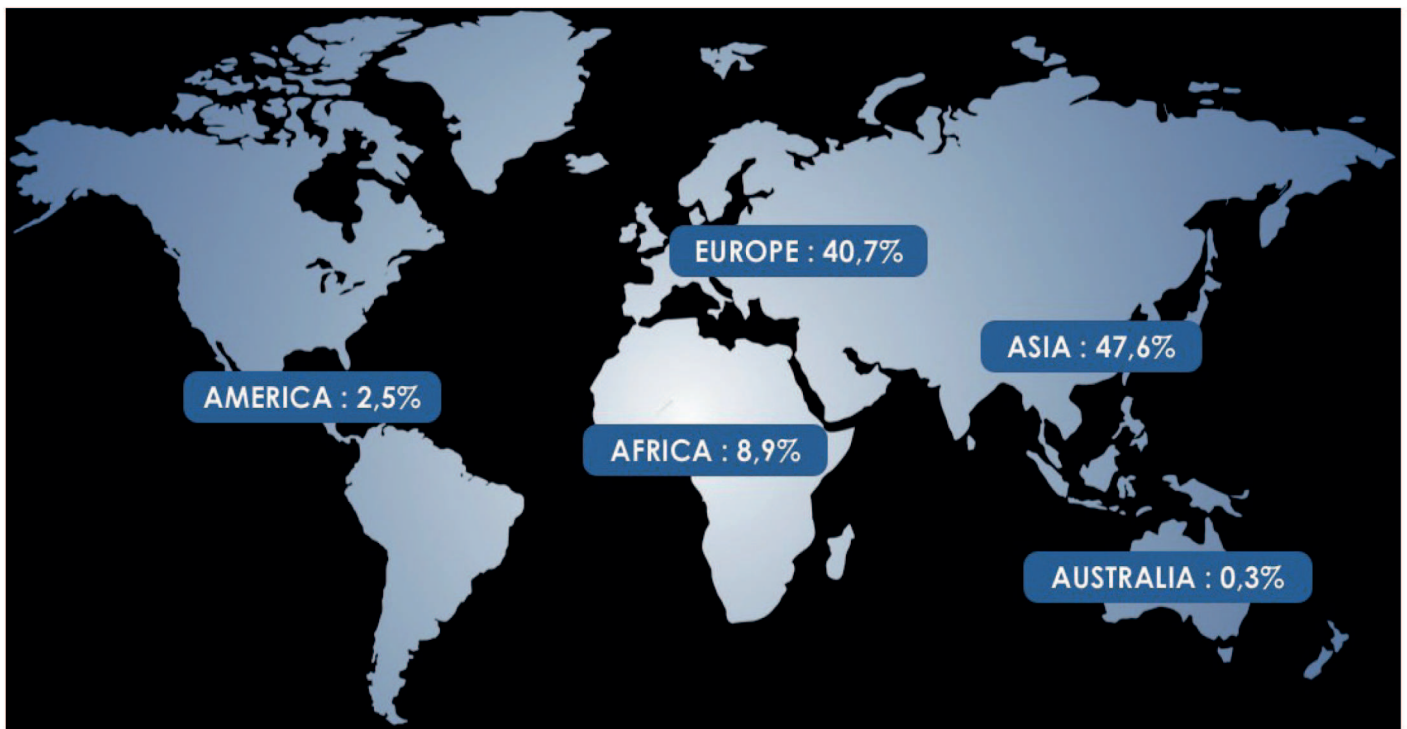 EUROPE : 40,7%
ASIA : 47,6%
AMERICA : 2,5%
AFRICA : 8,9%
AUSTRALIA : 0,3%